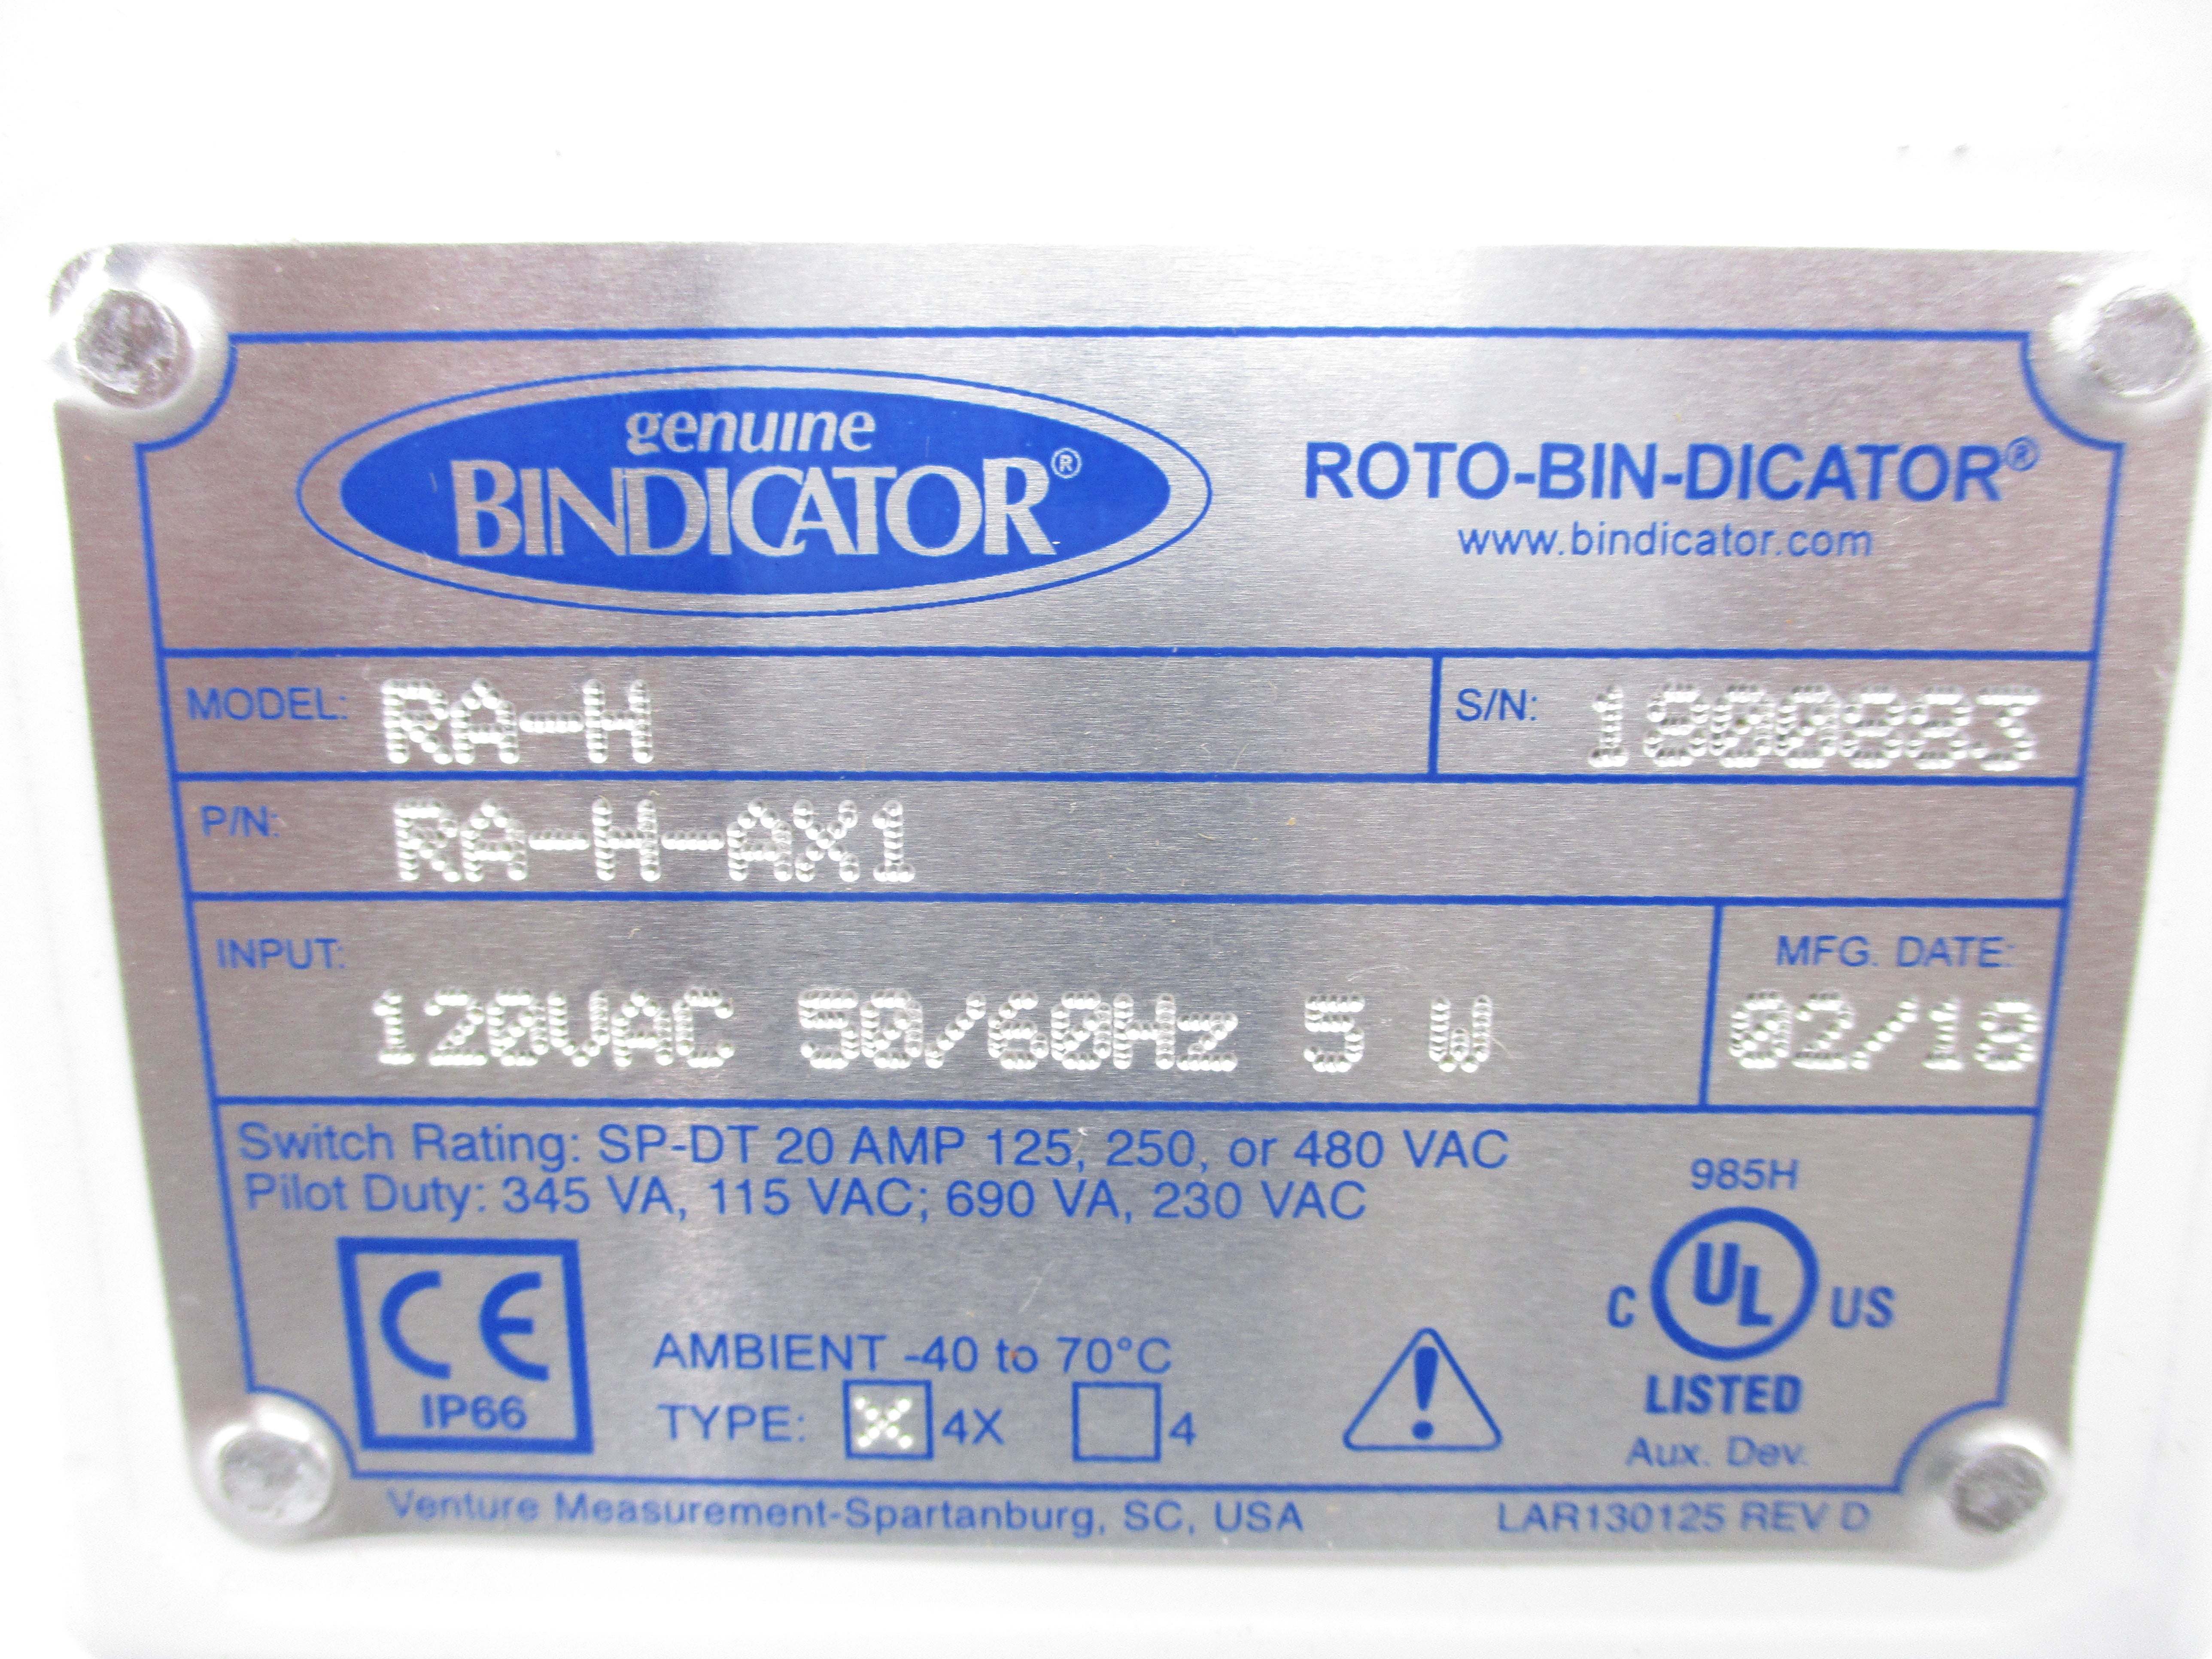 genuine
BINDICATOR®
ROTO-BIN-DICATOR®
www.bindicator.com
MODEL: RA-H
S/N: 1800883
P/N: RA-H-AX1
INPUT: 120VAC 50/60Hz 5 W
MFG. DATE: 02/18
Switch Rating: SP-DT 20 AMP 125, 250, or 480 VAC
Pilot Duty: 345 VA, 115 VAC; 690 VA, 230 VAC
CE
IP66
AMBIENT -40 to 70°C
TYPE: X 4X 4
985H
C UL US
LISTED
Aux. Dev.
Venture Measurement-Spartanburg, SC, USA
LAR130125 REV D